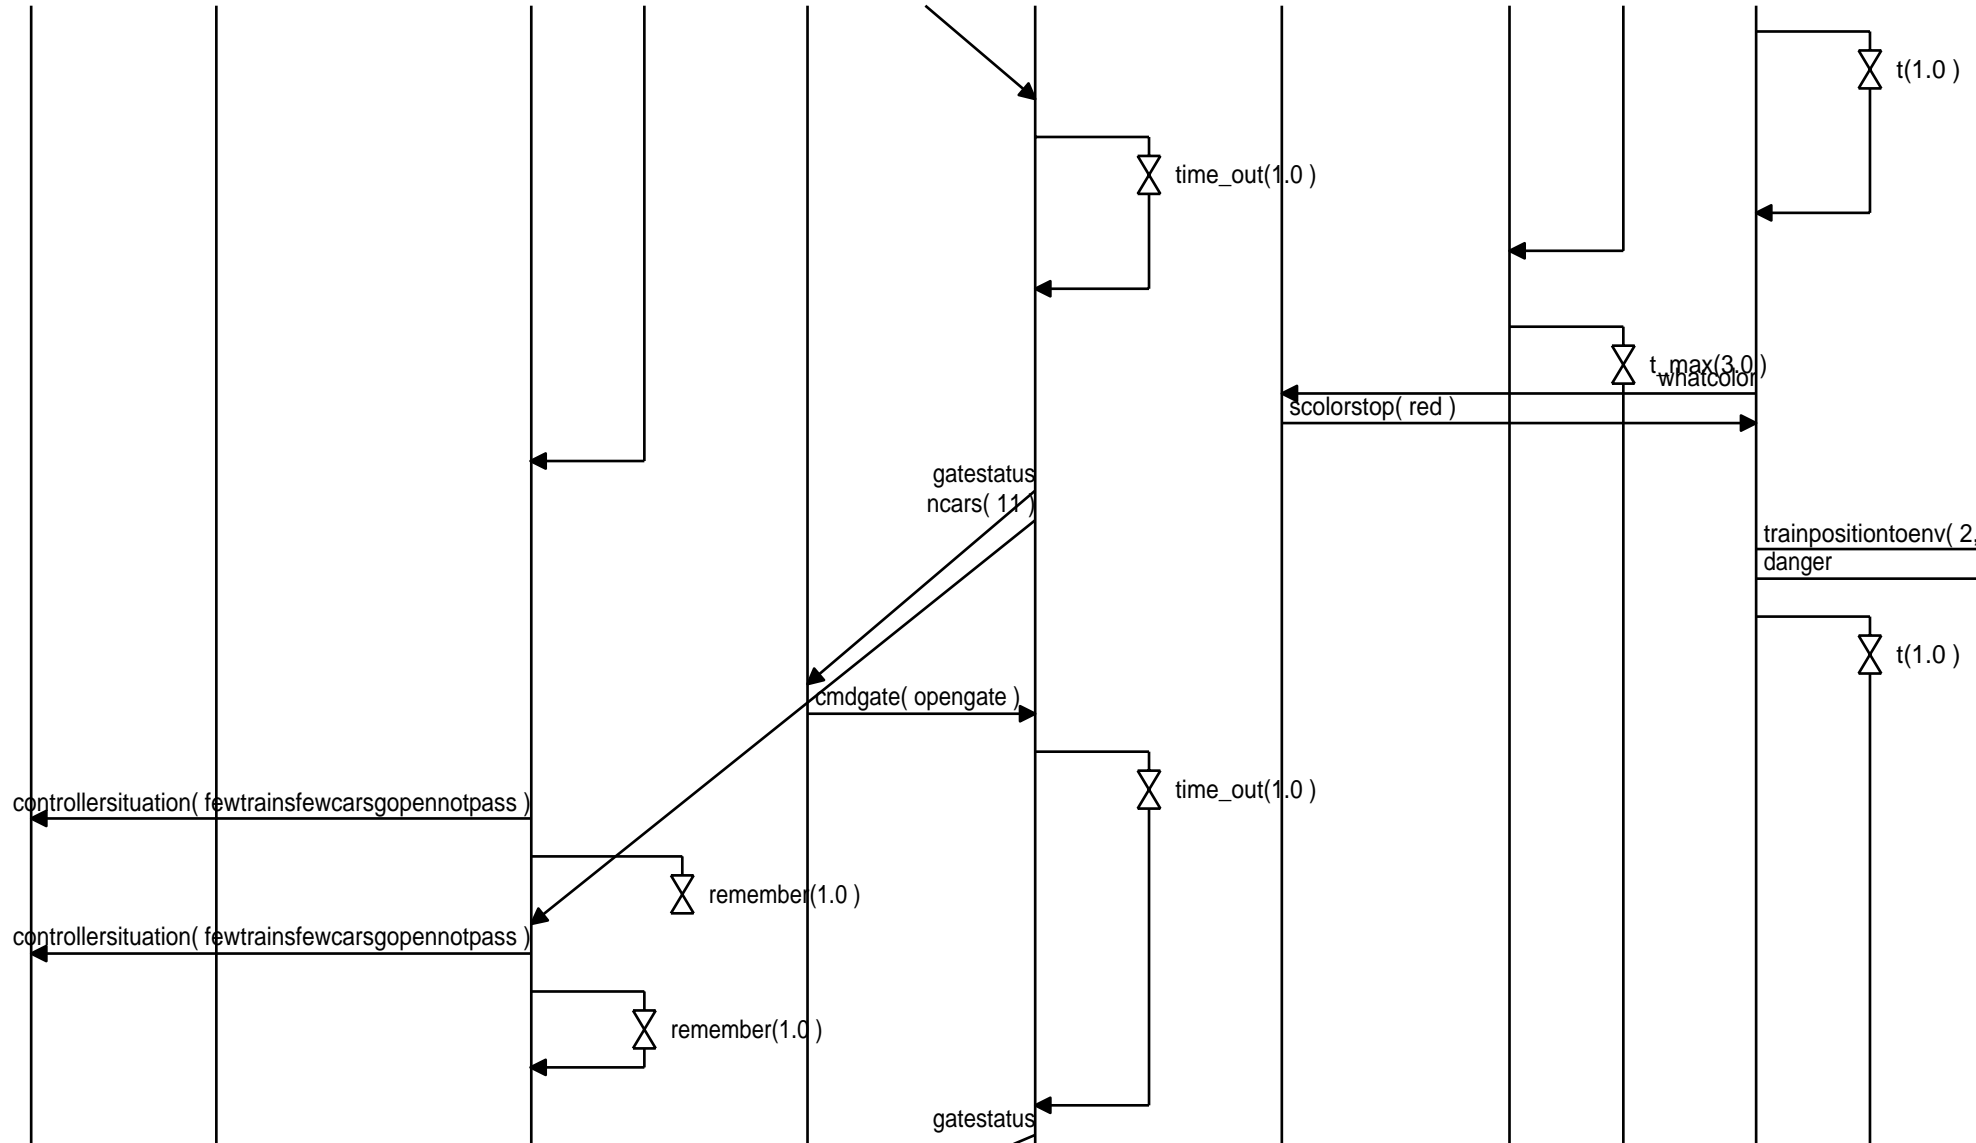 t(1.0 )
time_out(1.0 )
t_max(3.0 )
whatcolor
scolorstop( red )
gatestatus
ncars( 11 )
trainpositiontoenv( 2,
danger
t(1.0 )
cmdgate( opengate )
time_out(1.0 )
controllersituation( fewtrainsfewcarsgopennotpass )
remember(1.0 )
controllersituation( fewtrainsfewcarsgopennotpass )
remember(1.0 )
gatestatus